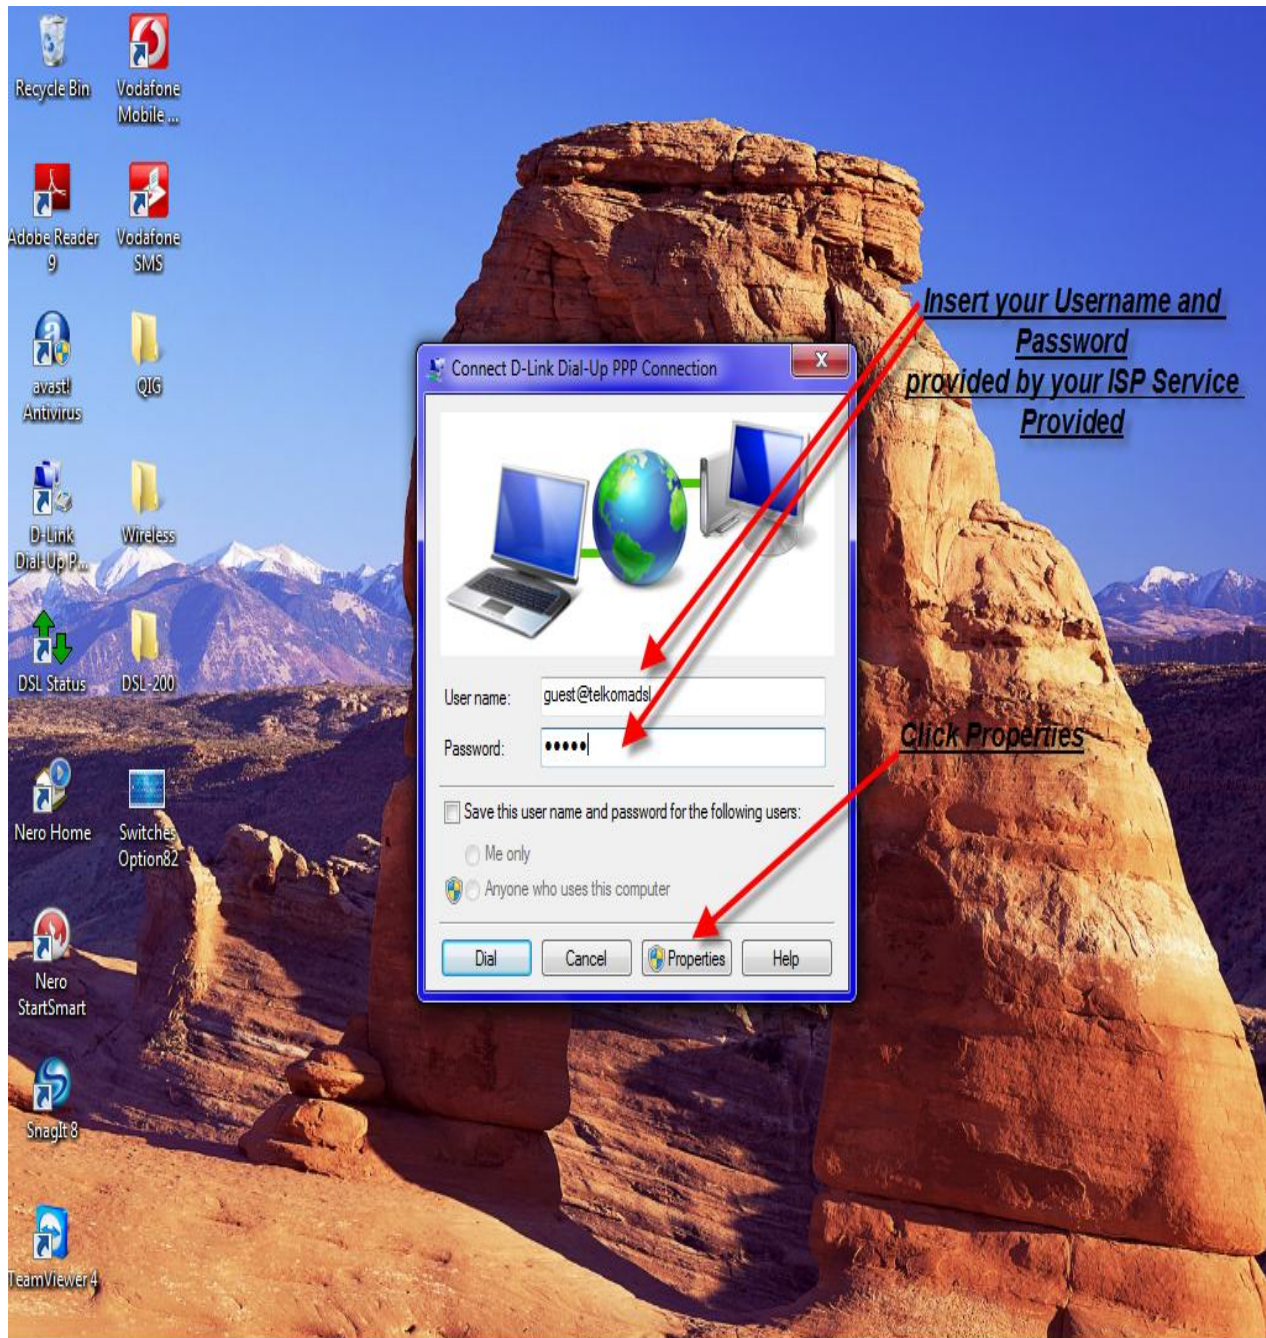 Recycle Bin
Vodafone
Mobile ...
Adobe Reader
9
Vodafone
SMS
avast!
Antivirus
QIG
D-Link
Dial-Up P...
Wireless
DSL Status
DSL-200
Nero Home
Switches
Option82
Nero
StartSmart
SnagIt 8
TeamViewer 4
Connect D-Link Dial-Up PPP Connection
X
User name:
guest@telkomadsl
Password:
Save this user name and password for the following users:
Me only
Anyone who uses this computer
Dial
Cancel
Properties
Help
Insert your Username and
Password
provided by your ISP Service
Provided
Click Properties